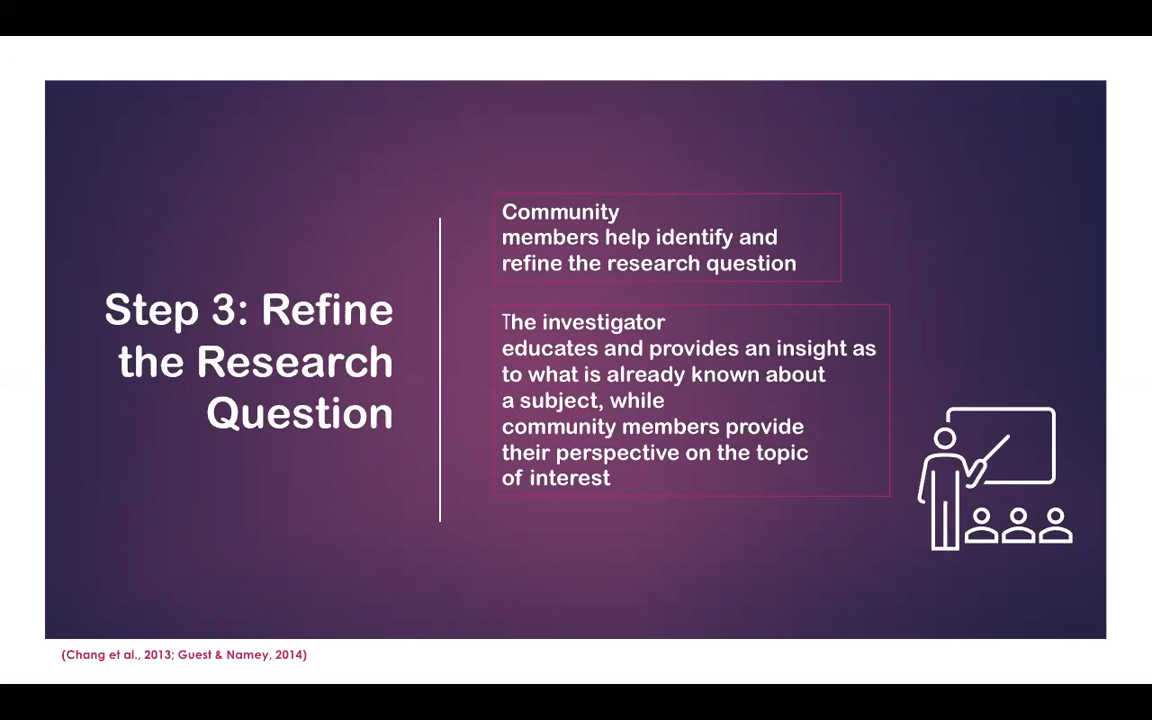 Step 3: Refine
the Research
Question
Community
members help identify and
refine the research question
The investigator
educates and provides an insight as
to what is already known about
a subject, while
community members provide
their perspective on the topic
of interest
(Chang et al., 2013; Guest & Namey, 2014)